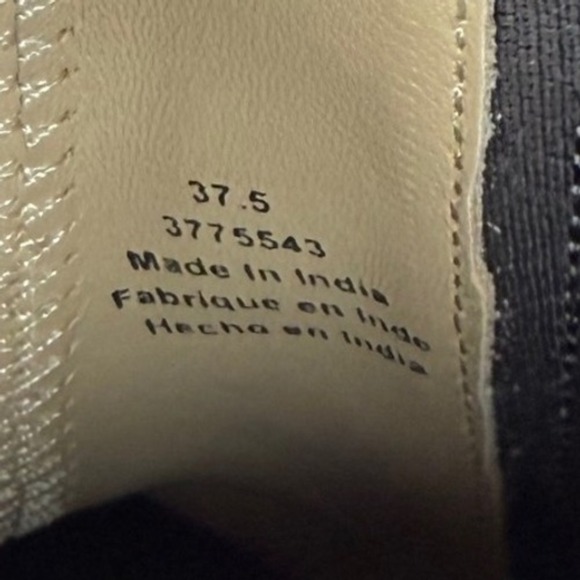 37.5
3775543
Made In India
Fabrique en Inde
Hecho en India